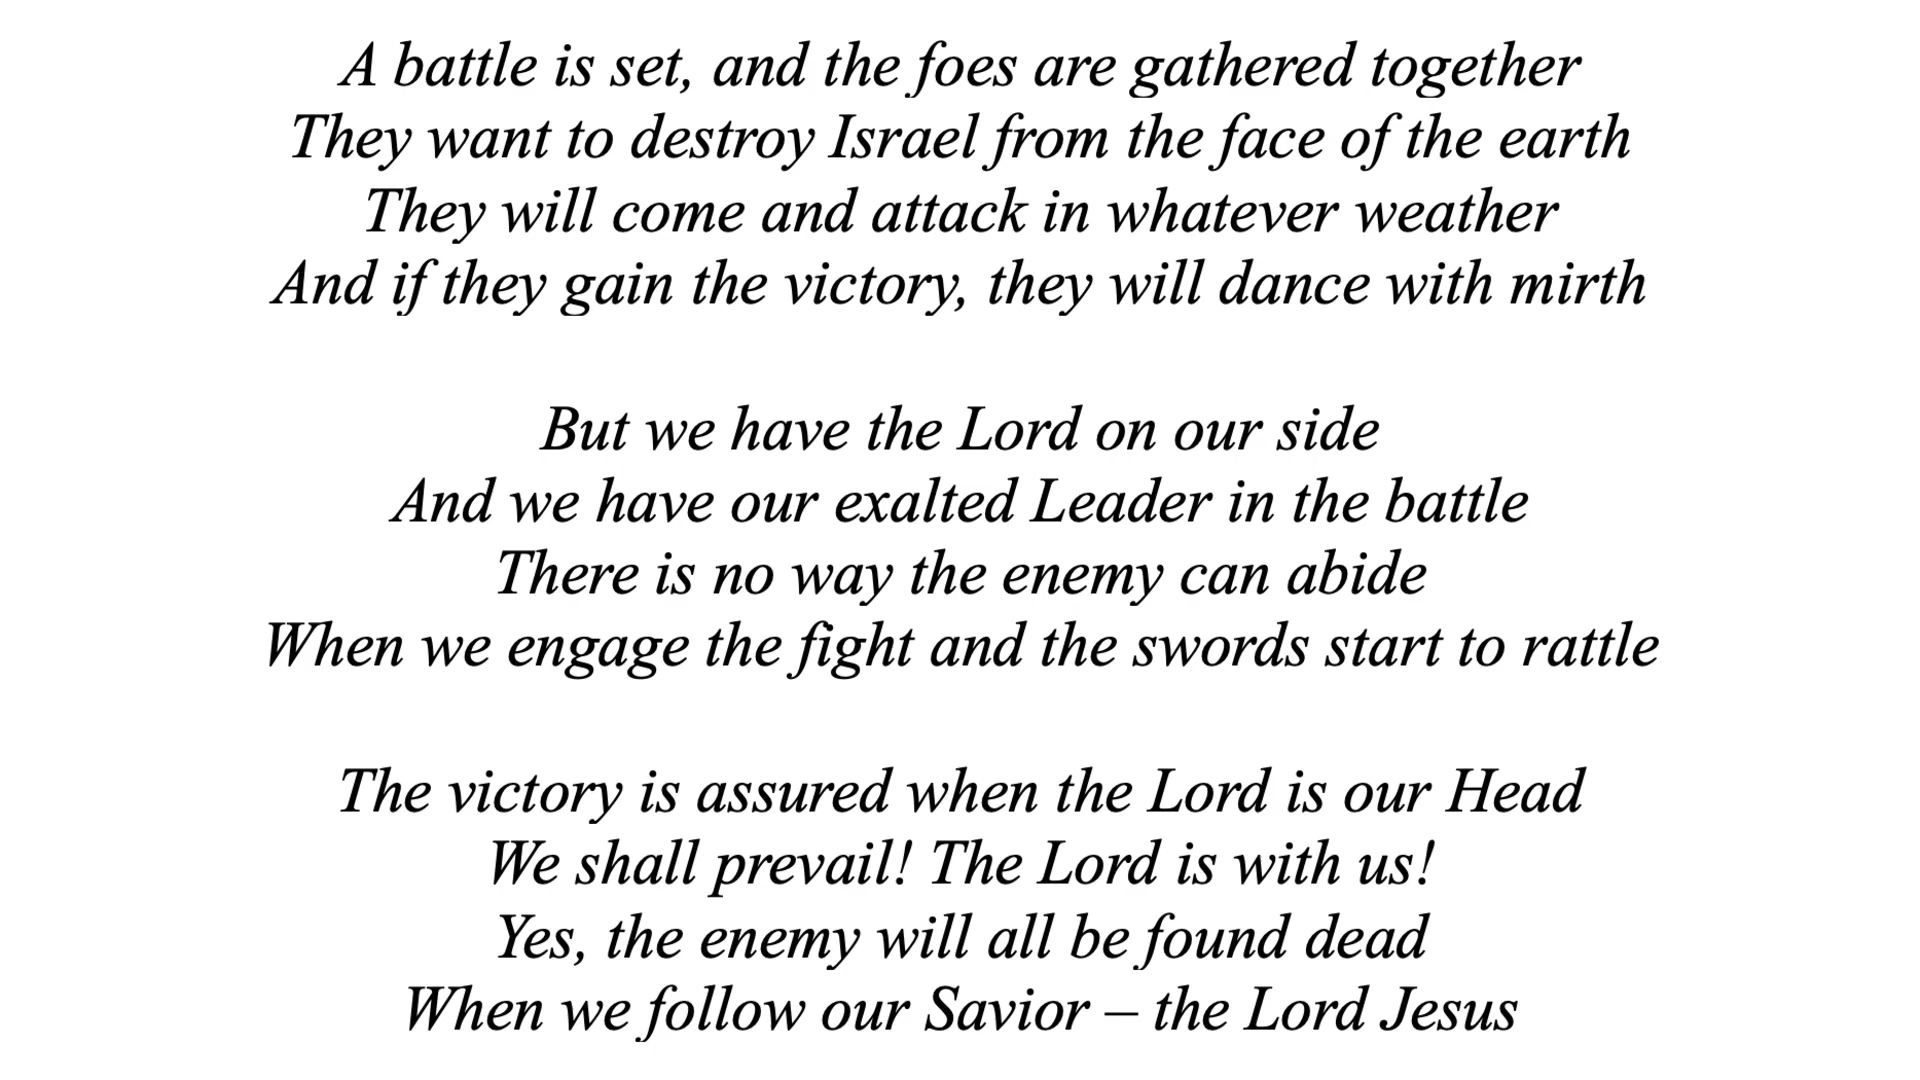 A battle is set, and the foes are gathered together
They want to destroy Israel from the face of the earth
They will come and attack in whatever weather
And if they gain the victory, they will dance with mirth
But we have the Lord on our side
And we have our exalted Leader in the battle
There is no way the enemy can abide
When we engage the fight and the swords start to rattle
The victory is assured when the Lord is our Head
We shall prevail! The Lord is with us!
Yes, the enemy will all be found dead
When we follow our Savior – the Lord Jesus